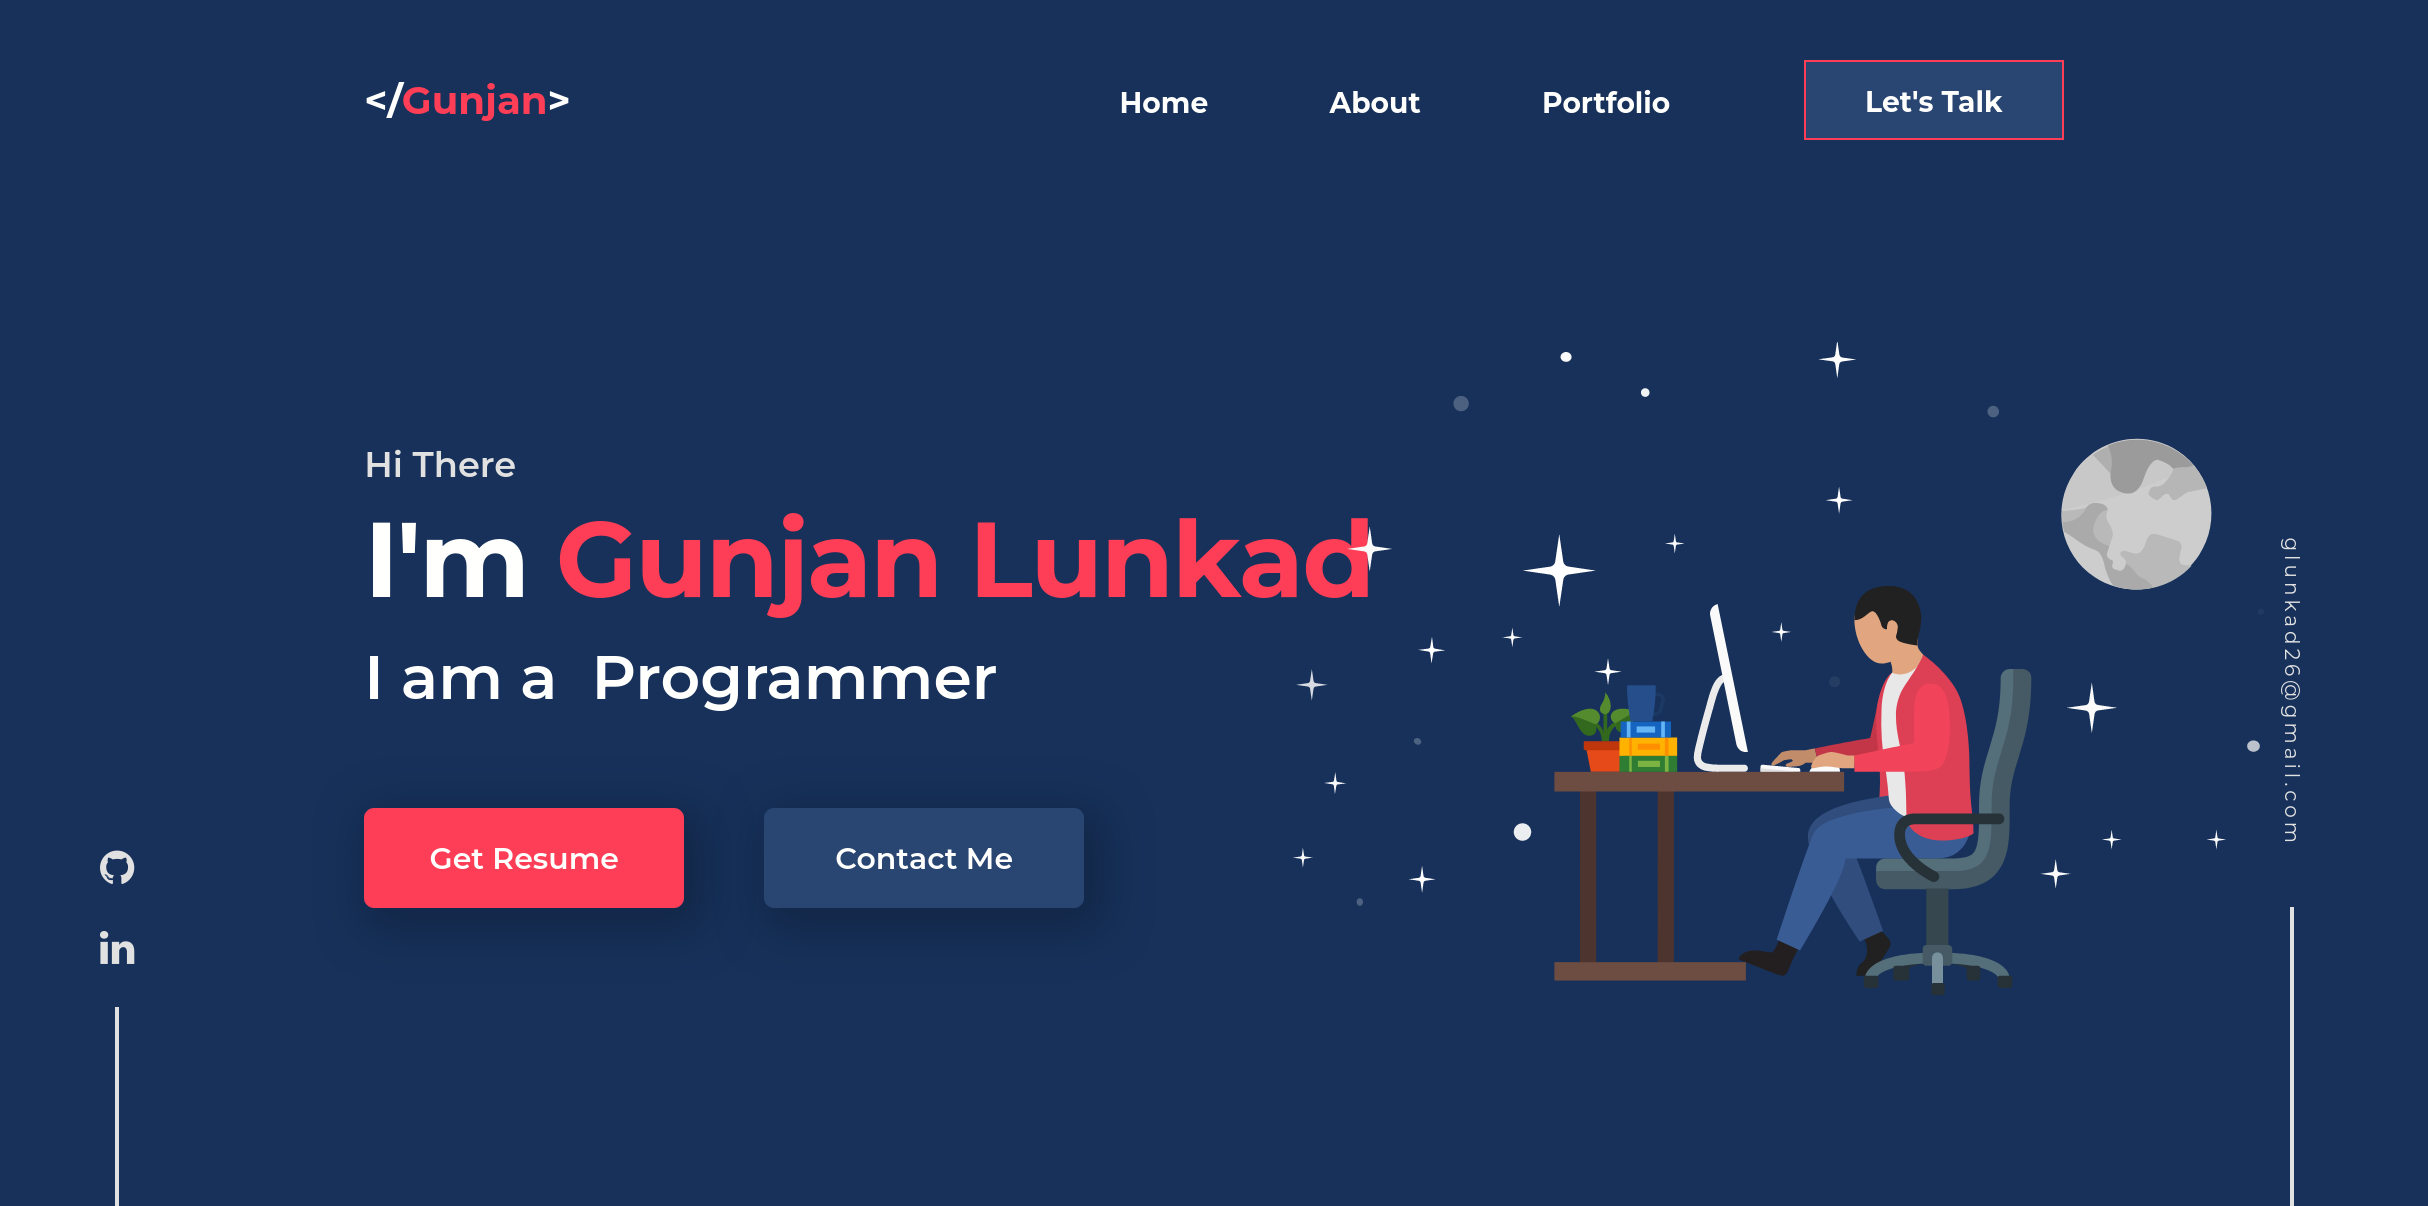 </Gunjan>
Home
About
Portfolio
Let's Talk
Hi There
I'm Gunjan Lunkad
I am a  Programmer
Get Resume
Contact Me
in
glunkad26@gmail.com